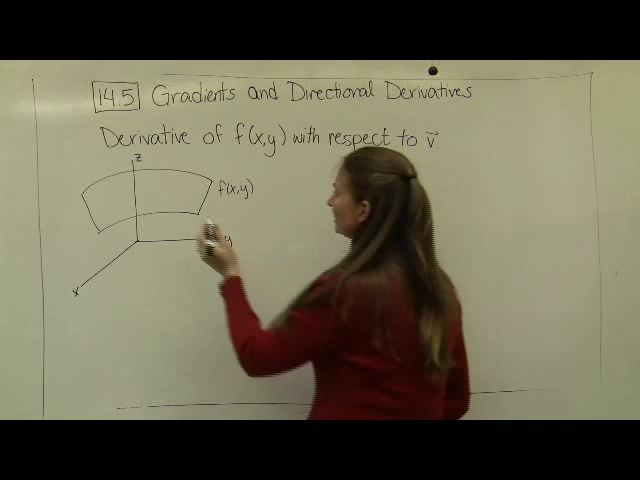 14.5 Gradients and Directional Derivatives
Derivative of f(x,y) with respect to v⃗.
z
f(x,y)
y
x